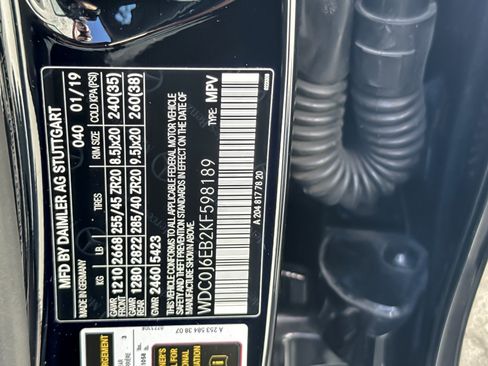 MFD BY DAIMLER AG STUTTGART
MADE IN GERMANY 040 01/19
KG LB TIRES RIM SIZE COLD KPA(PSI)
GAWR FRONT 1210 2668 255/45 ZR20 8.5Jx20 240(35)
GAWR REAR 1280 2822 285/40 ZR20 9.5Jx20 260(38)
GVWR 2460 5423
THIS VEHICLE CONFORMS TO ALL APPLICABLE FEDERAL MOTOR VEHICLE
SAFETY, BUMPER, AND THEFT PREVENTION STANDARDS IN EFFECT ON THE DATE OF
MANUFACTURE SHOWN ABOVE.
WDC0J6EB2KF598189 TYPE: MPV
A 204 817 78 20
A 253 584 38 07